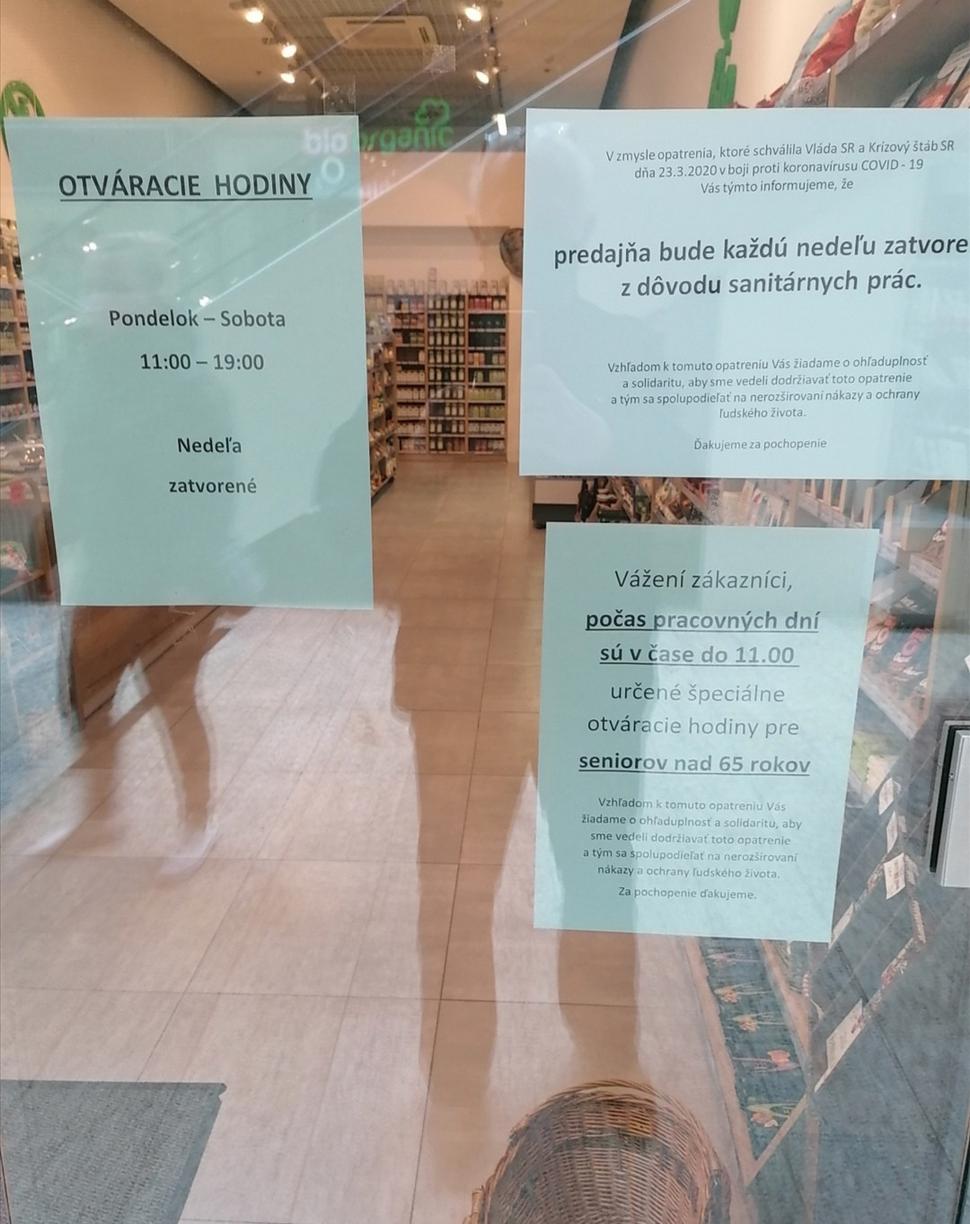 bio organic
OTVÁRACIE HODINY
Pondelok – Sobota
11:00 – 19:00
Nedeľa
zatvorené
V zmysle opatrenia, ktoré schválila Vláda SR a Krízový štáb SR
dňa 23.3.2020 v boji proti koronavírusu COVID - 19
Vás týmto informujeme, že
predajňa bude každú nedeľu zatvore
z dôvodu sanitárnych prác.
Vzhľadom k tomuto opatreniu Vás žiadame o ohľaduplnosť
a solidaritu, aby sme vedeli dodržiavať toto opatrenie
a tým sa spolupodieľať na nerozširovaní nákazy a ochrany
ľudského života.
Ďakujeme za pochopenie
Vážení zákazníci,
počas pracovných dní
sú v čase do 11.00
určené špeciálne
otváracie hodiny pre
seniorov nad 65 rokov
Vzhľadom k tomuto opatreniu Vás
žiadame o ohľaduplnosť a solidaritu, aby
sme vedeli dodržiavať toto opatrenie
a tým sa spolupodieľať na nerozširovaní
nákazy a ochrany ľudského života.
Za pochopenie ďakujeme.